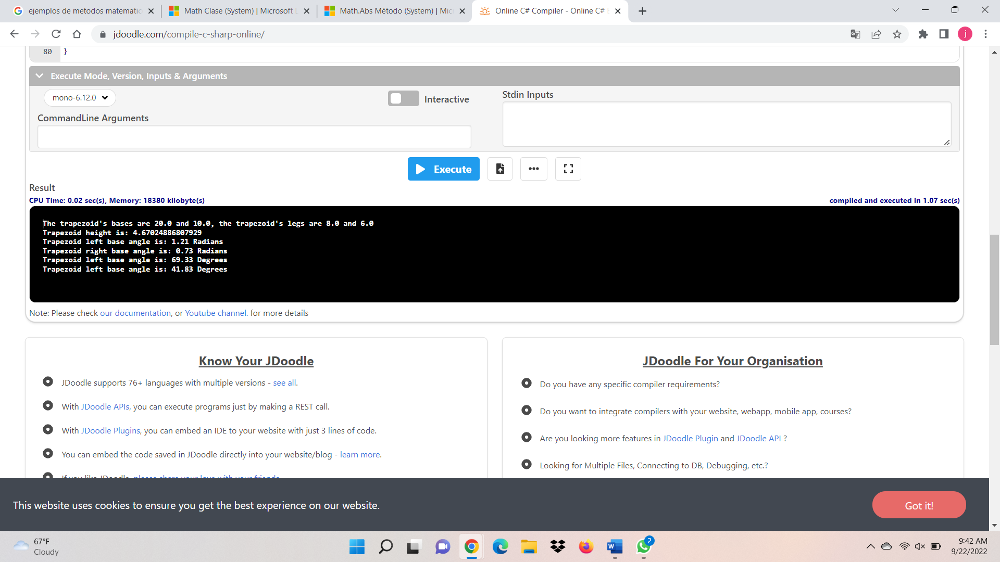 ejemplos de metodos matematic
Math Clase (System) | Microsoft L
Math.Abs Método (System) | Mic
Online C# Compiler - Online C# E
jdoodle.com/compile-c-sharp-online/
j
80 }
Execute Mode, Version, Inputs & Arguments
mono-6.12.0
Interactive
Stdin Inputs
CommandLine Arguments
Execute
Result
CPU Time: 0.02 sec(s), Memory: 18380 kilobyte(s)
compiled and executed in 1.07 sec(s)
The trapezoid's bases are 20.0 and 10.0, the trapezoid's legs are 8.0 and 6.0
Trapezoid height is: 4.67024886807929
Trapezoid left base angle is: 1.21 Radians
Trapezoid right base angle is: 0.73 Radians
Trapezoid left base angle is: 69.33 Degrees
Trapezoid left base angle is: 41.83 Degrees
Note: Please check our documentation, or Youtube channel. for more details
Know Your JDoodle
JDoodle supports 76+ languages with multiple versions - see all.
With JDoodle APIs, you can execute programs just by making a REST call.
With JDoodle Plugins, you can embed an IDE to your website with just 3 lines of code.
You can embed the code saved in JDoodle directly into your website/blog - learn more.
If you like JDoodle, please share your love with your friends.
JDoodle For Your Organisation
Do you have any specific compiler requirements?
Do you want to integrate compilers with your website, webapp, mobile app, courses?
Are you looking more features in JDoodle Plugin and JDoodle API ?
Looking for Multiple Files, Connecting to DB, Debugging, etc.?
This website uses cookies to ensure you get the best experience on our website.
Got it!
67°F
Cloudy
W
2
9:42 AM
9/22/2022